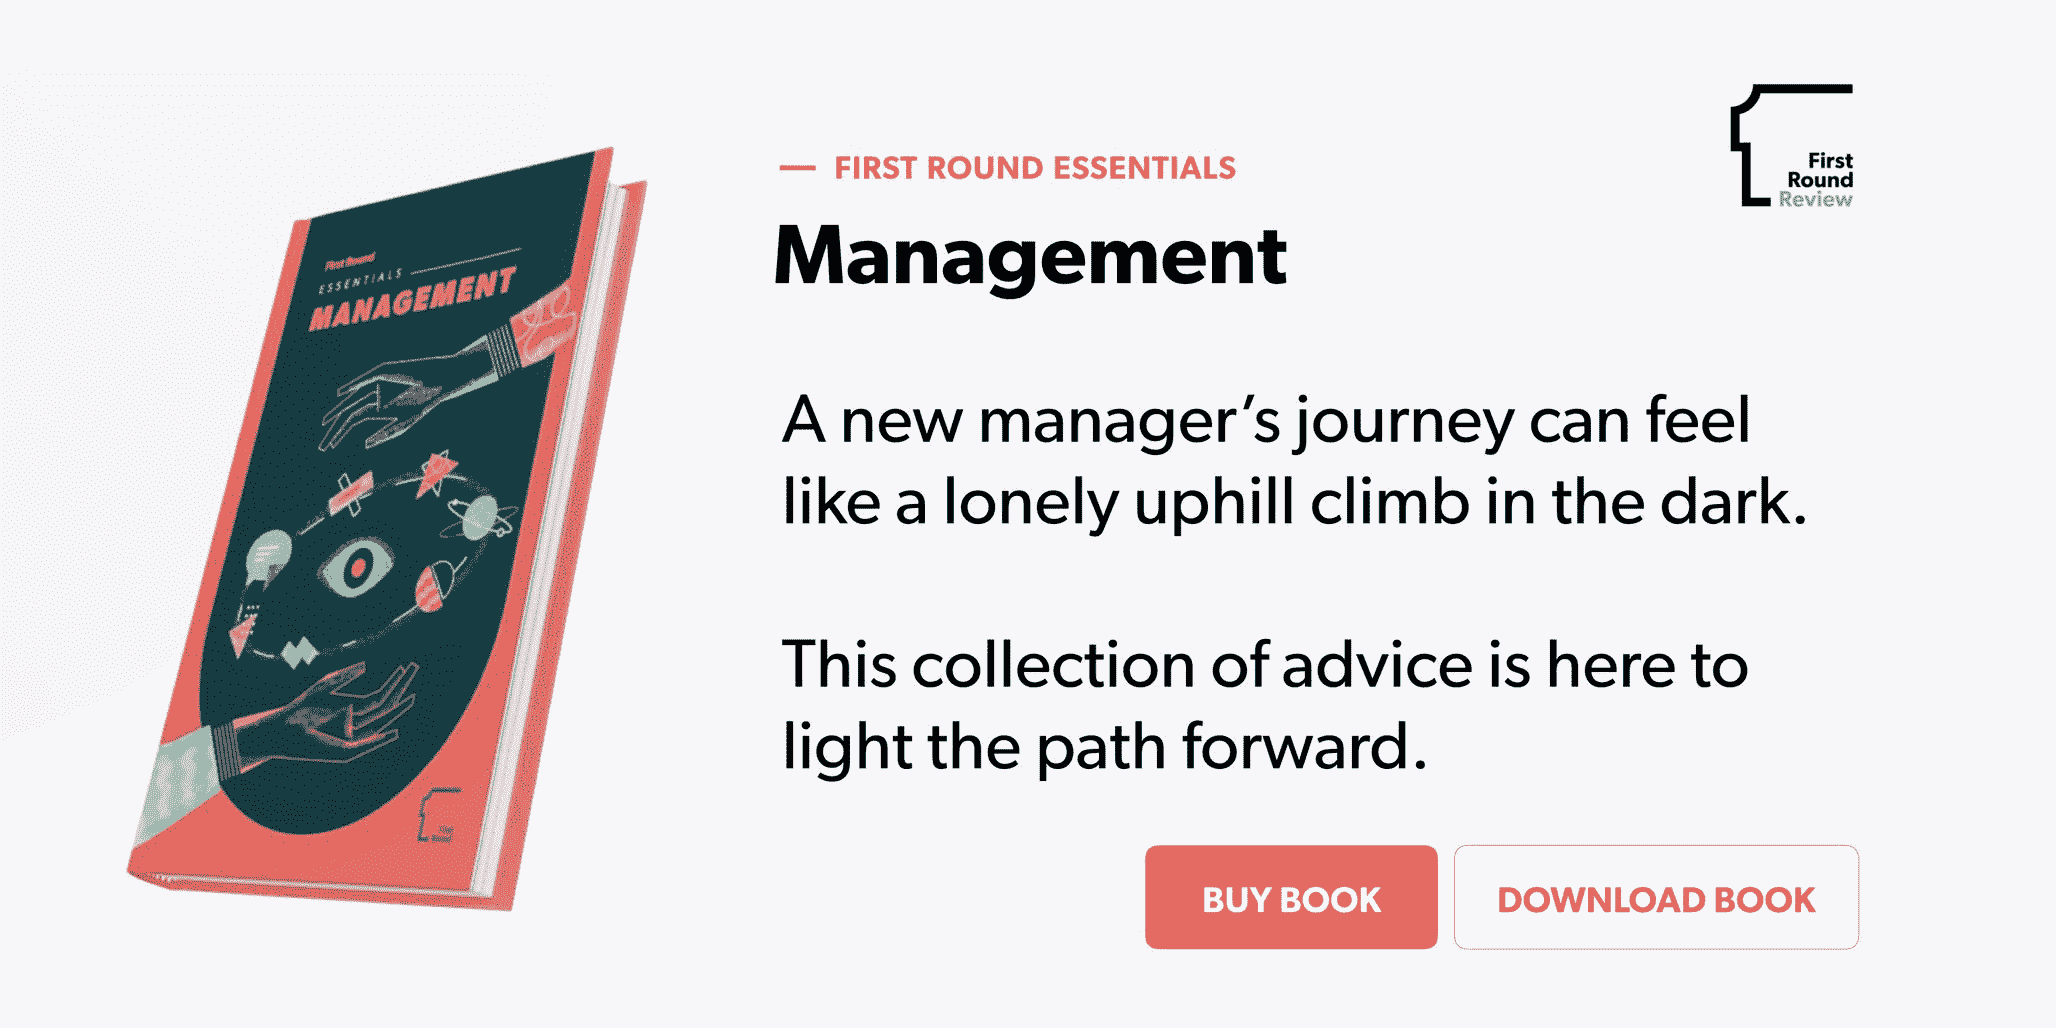 First Round
ESSENTIALS
MANAGEMENT
FIRST ROUND ESSENTIALS
Management
A new manager’s journey can feel
like a lonely uphill climb in the dark.
This collection of advice is here to
light the path forward.
BUY BOOK
DOWNLOAD BOOK
First
Round
Review